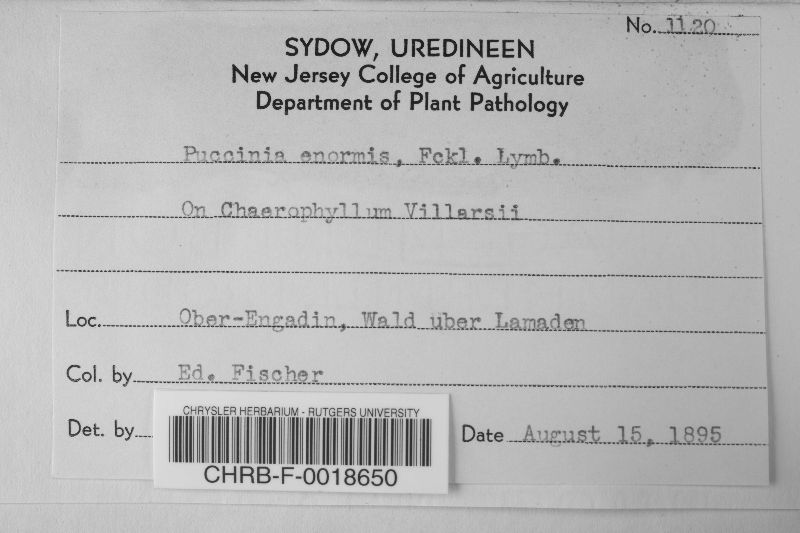 No. 1120
SYDOW, UREDINEEN
New Jersey College of Agriculture
Department of Plant Pathology
Puccinia enormis, Fckl. Lymb.
On Chaerophyllum Villarsii
Loc. Ober-Engadin, Wald uber Lamaden
Col. by Ed. Fischer
Det. by
Date August 15, 1895
CHRYSLER HERBARIUM - RUTGERS UNIVERSITY
CHRB-F-0018650